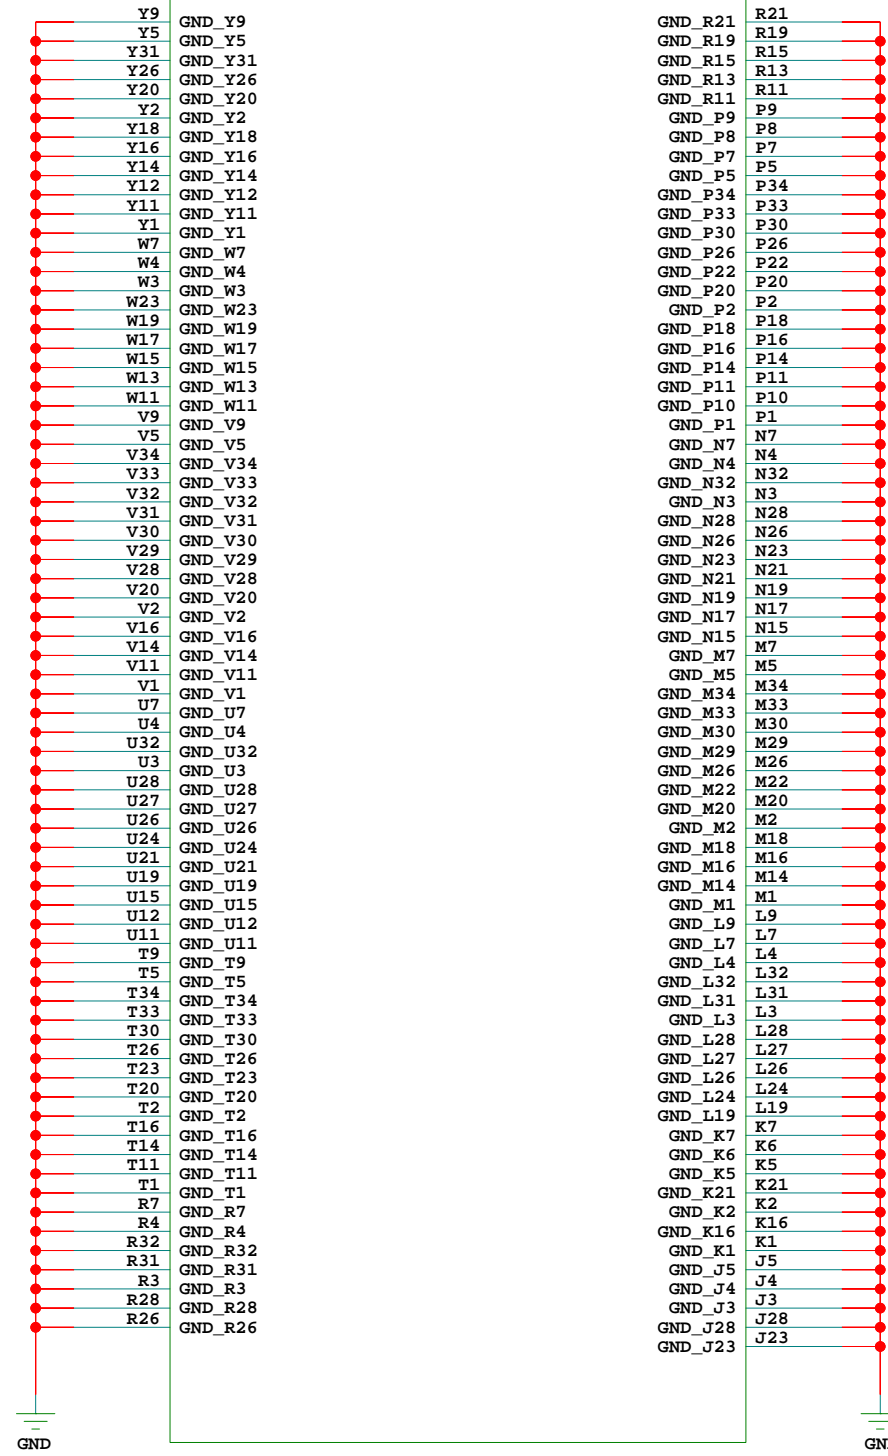 Y9 GND_Y9 GND_R21 R21
Y5 GND_Y5 GND_R19 R19
Y31 GND_Y31 GND_R15 R15
Y26 GND_Y26 GND_R13 R13
Y20 GND_Y20 GND_R11 R11
Y2 GND_Y2 GND_P9 P9
Y18 GND_Y18 GND_P8 P8
Y16 GND_Y16 GND_P7 P7
Y14 GND_Y14 GND_P5 P5
Y12 GND_Y12 GND_P34 P34
Y11 GND_Y11 GND_P33 P33
Y1 GND_Y1 GND_P30 P30
W7 GND_W7 GND_P26 P26
W4 GND_W4 GND_P22 P22
W3 GND_W3 GND_P20 P20
W23 GND_W23 GND_P2 P2
W19 GND_W19 GND_P18 P18
W17 GND_W17 GND_P16 P16
W15 GND_W15 GND_P14 P14
W13 GND_W13 GND_P11 P11
W11 GND_W11 GND_P10 P10
V9 GND_V9 GND_P1 P1
V5 GND_V5 GND_N7 N7
V34 GND_V34 GND_N4 N4
V33 GND_V33 GND_N32 N32
V32 GND_V32 GND_N3 N3
V31 GND_V31 GND_N28 N28
V30 GND_V30 GND_N26 N26
V29 GND_V29 GND_N23 N23
V28 GND_V28 GND_N21 N21
V20 GND_V20 GND_N19 N19
V2 GND_V2 GND_N17 N17
V16 GND_V16 GND_N15 N15
V14 GND_V14 GND_M7 M7
V11 GND_V11 GND_M5 M5
V1 GND_V1 GND_M34 M34
U7 GND_U7 GND_M33 M33
U4 GND_U4 GND_M30 M30
U32 GND_U32 GND_M29 M29
U3 GND_U3 GND_M26 M26
U28 GND_U28 GND_M22 M22
U27 GND_U27 GND_M20 M20
U26 GND_U26 GND_M2 M2
U24 GND_U24 GND_M18 M18
U21 GND_U21 GND_M16 M16
U19 GND_U19 GND_M14 M14
U15 GND_U15 GND_M1 M1
U12 GND_U12 GND_L9 L9
U11 GND_U11 GND_L7 L7
T9 GND_T9 GND_L4 L4
T5 GND_T5 GND_L32 L32
T34 GND_T34 GND_L31 L31
T33 GND_T33 GND_L3 L3
T30 GND_T30 GND_L28 L28
T26 GND_T26 GND_L27 L27
T23 GND_T23 GND_L26 L26
T20 GND_T20 GND_L24 L24
T2 GND_T2 GND_L19 L19
T16 GND_T16 GND_K7 K7
T14 GND_T14 GND_K6 K6
T11 GND_T11 GND_K5 K5
T1 GND_T1 GND_K21 K21
R7 GND_R7 GND_K2 K2
R4 GND_R4 GND_K16 K16
R32 GND_R32 GND_K1 K1
R31 GND_R31 GND_J5 J5
R3 GND_R3 GND_J4 J4
R28 GND_R28 GND_J3 J3
R26 GND_R26 GND_J28 J28
GND_J23 J23
GND GN